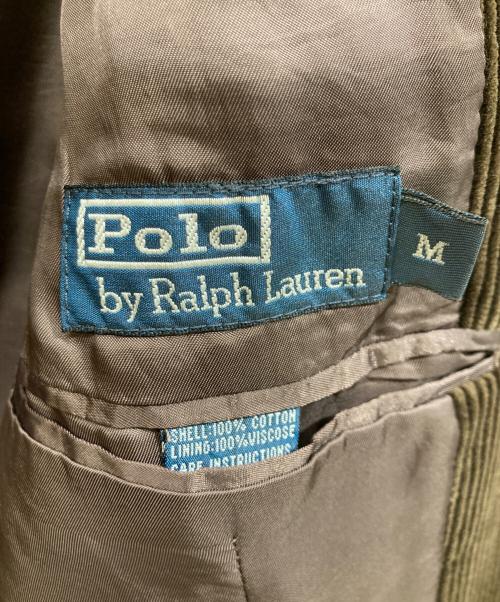 Polo
by Ralph Lauren
M
SHELL:100% COTTON
LINING:100%VISCOSE
CARE INSTRUCTIONS